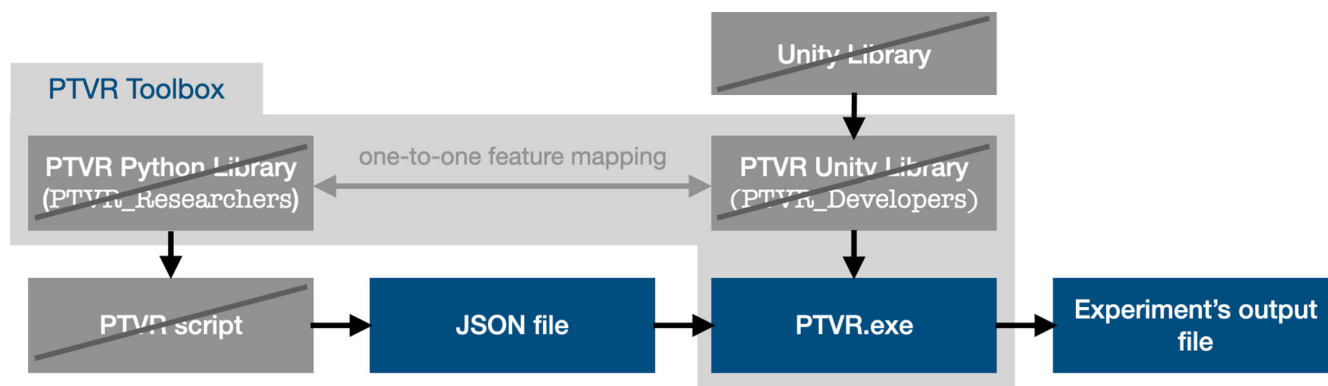 Unity Library
PTVR Toolbox
PTVR Python Library
(PTVR_Researchers)
one-to-one feature mapping
PTVR Unity Library
(PTVR_Developers)
PTVR script
JSON file
PTVR.exe
Experiment's output
file